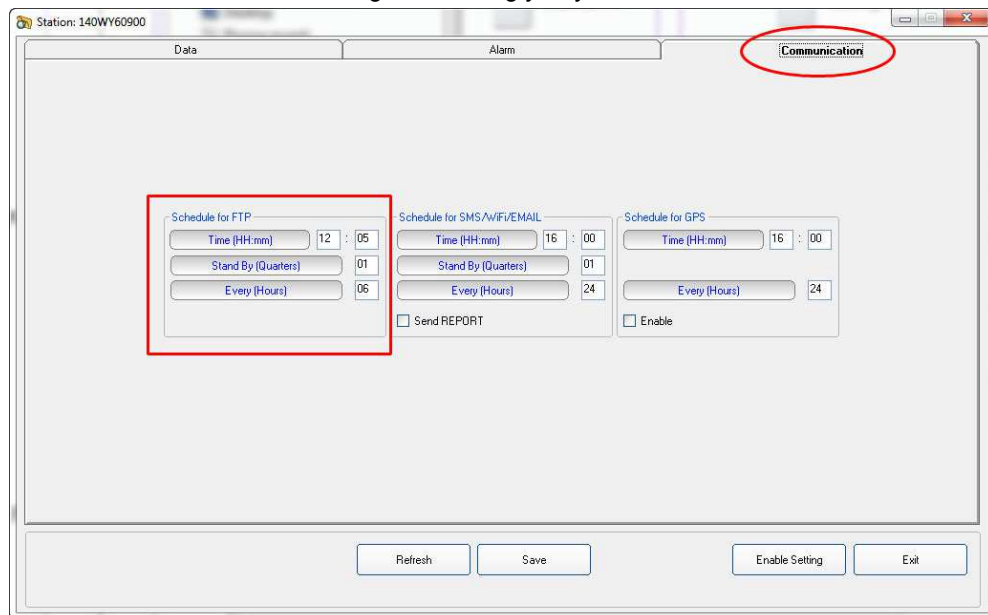 Station: 140WY60900
Data Alarm Communication
Schedule for FTP
Time (HH:mm) 12 : 05
Stand By (Quarters) 01
Every (Hours) 06
Schedule for SMS/WiFi/EMAIL
Time (HH:mm) 16 : 00
Stand By (Quarters) 01
Every (Hours) 24
Send REPORT
Schedule for GPS
Time (HH:mm) 16 : 00
Every (Hours) 24
Enable
Refresh Save Enable Setting Exit